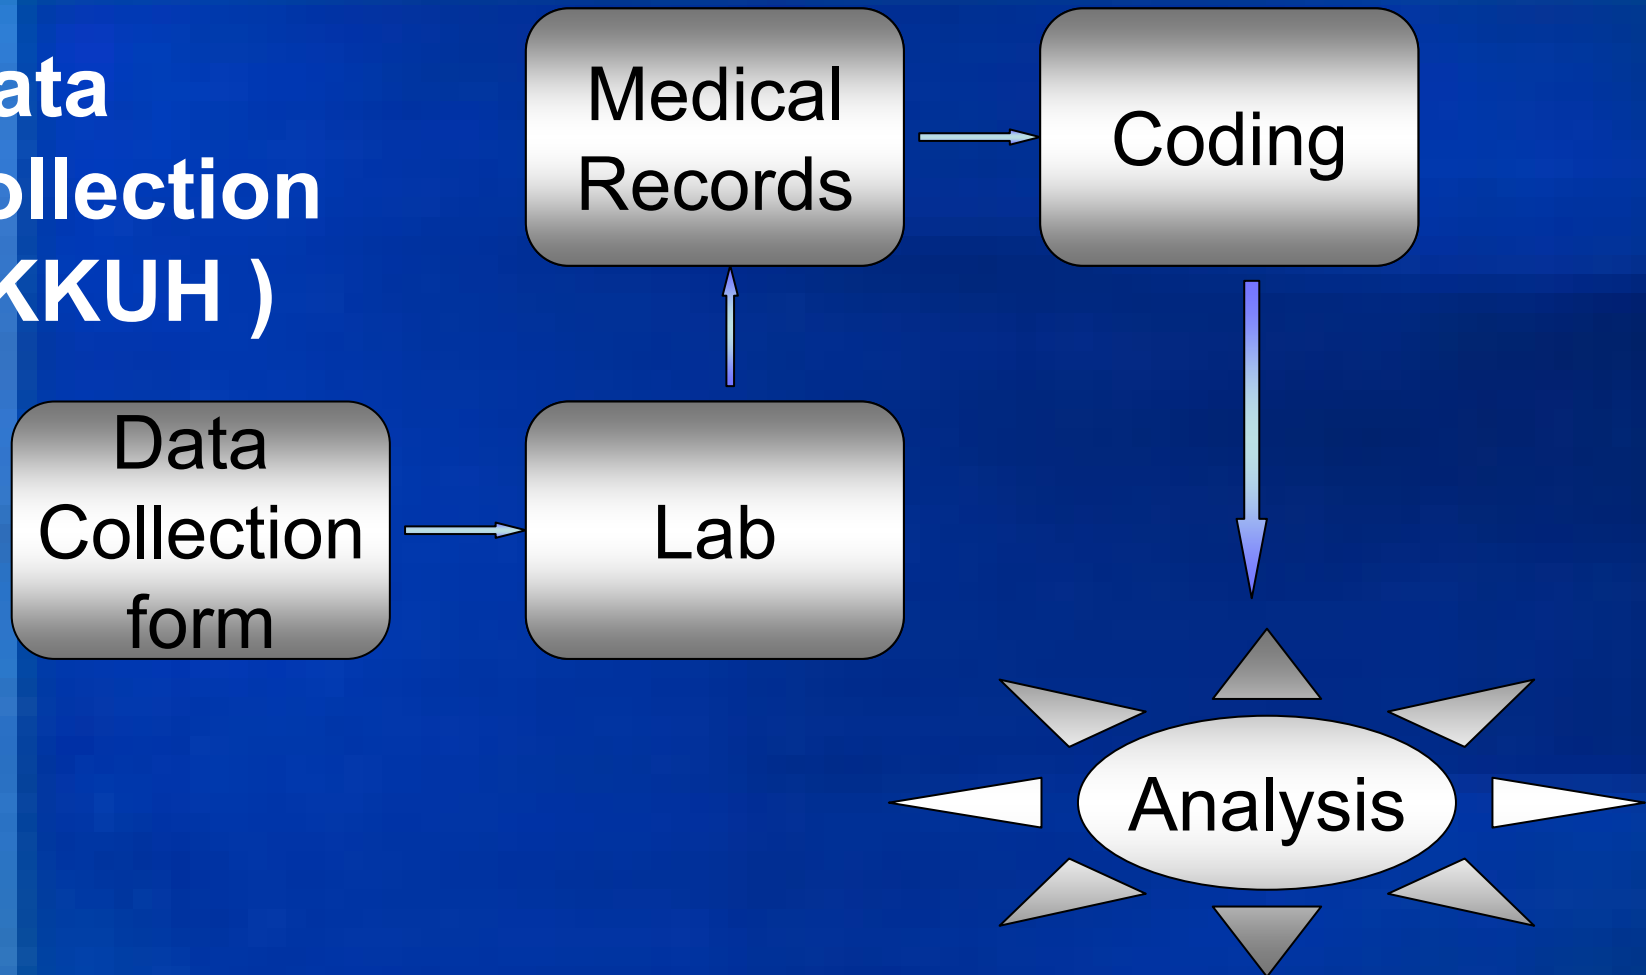 ata
ollection
KKUH )
Medical
Records
Coding
Data
Collection
form
Lab
Analysis